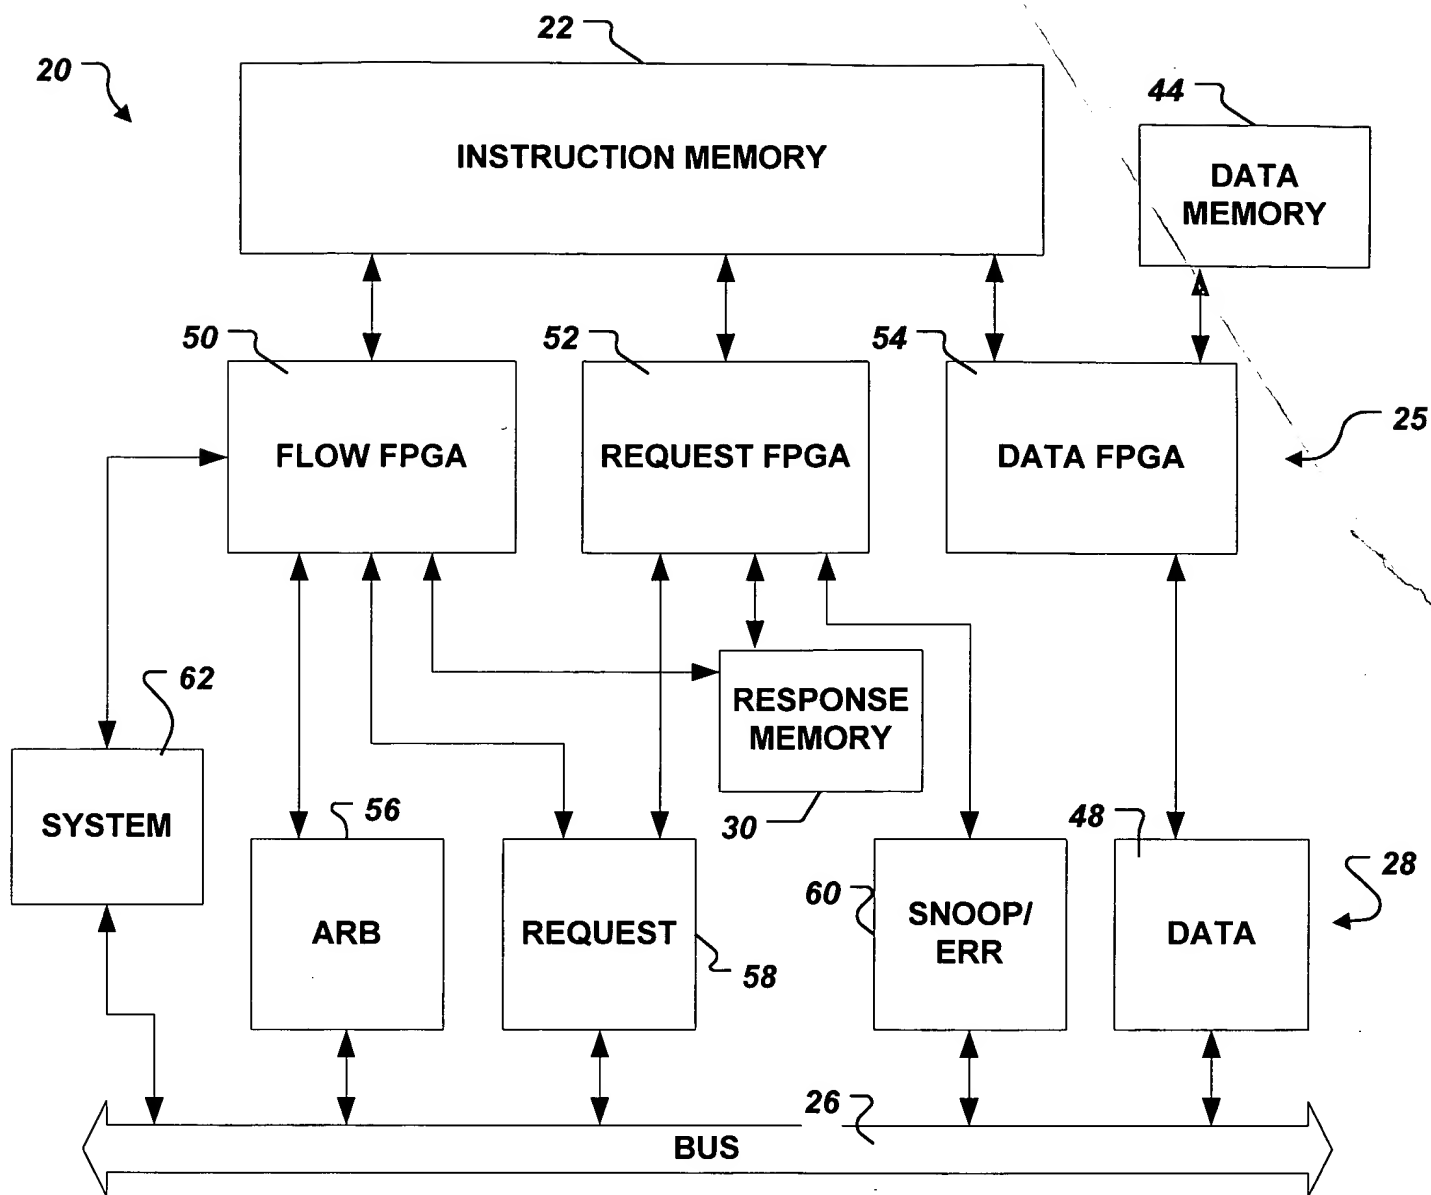 22
20
44
INSTRUCTION MEMORY
DATA
MEMORY
50
52
54
25
FLOW FPGA
REQUEST FPGA
DATA FPGA
62
RESPONSE
MEMORY
SYSTEM
56
30
48
28
60
ARB
REQUEST
SNOOP/
ERR
DATA
58
26
BUS